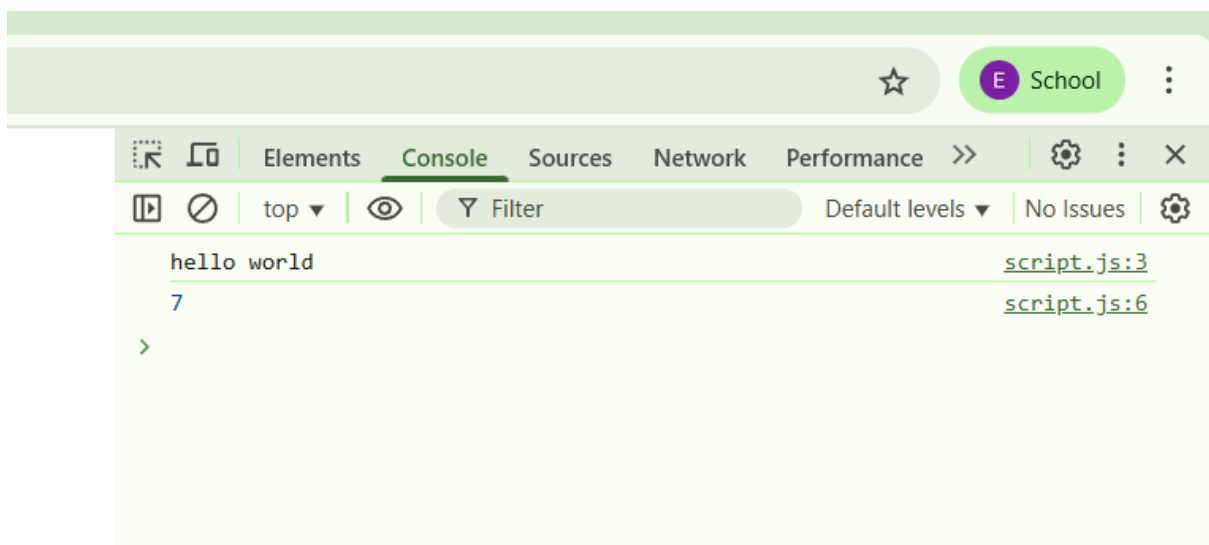 E School
Elements Console Sources Network Performance
top Filter Default levels No Issues
hello world script.js:3
7 script.js:6